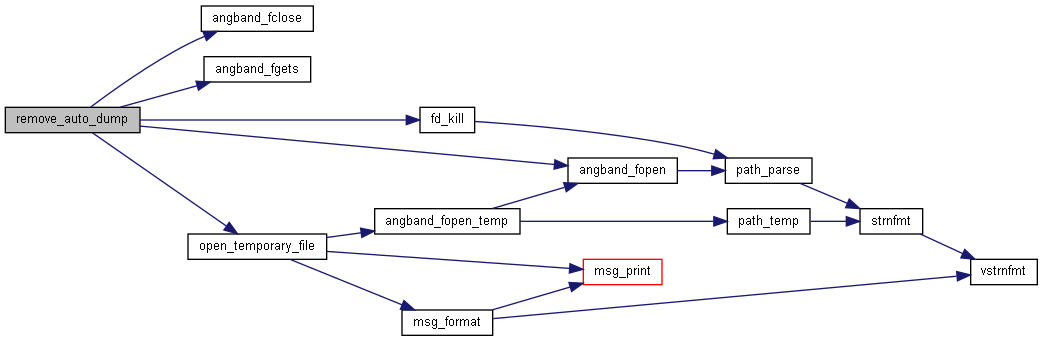 angband_fclose
angband_fgets
remove_auto_dump
fd_kill
angband_fopen
path_parse
angband_fopen_temp
path_temp
strnfmt
open_temporary_file
msg_print
vstrnfmt
msg_format